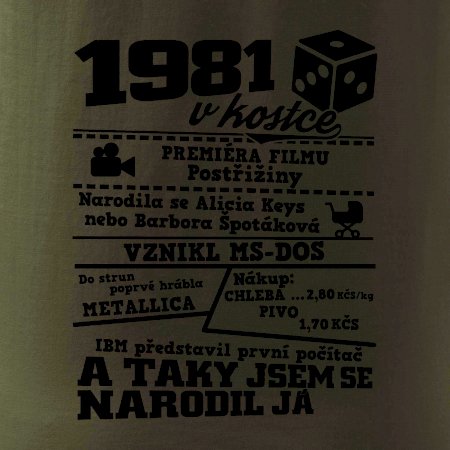 1981
v kostce
PREMIÉRA FILMU
Postřižiny
Narodila se Alicia Keys
nebo Barbora Špotáková
VZNIKL MS-DOS
Do strun
poprvé hrábla
METALLICA
Nákup:
CHLEBA ...2,80 KČS/kg
PIVO
1,70 KČS
IBM představil první počítač
A TAKY JSEM SE
NARODIL JÁ